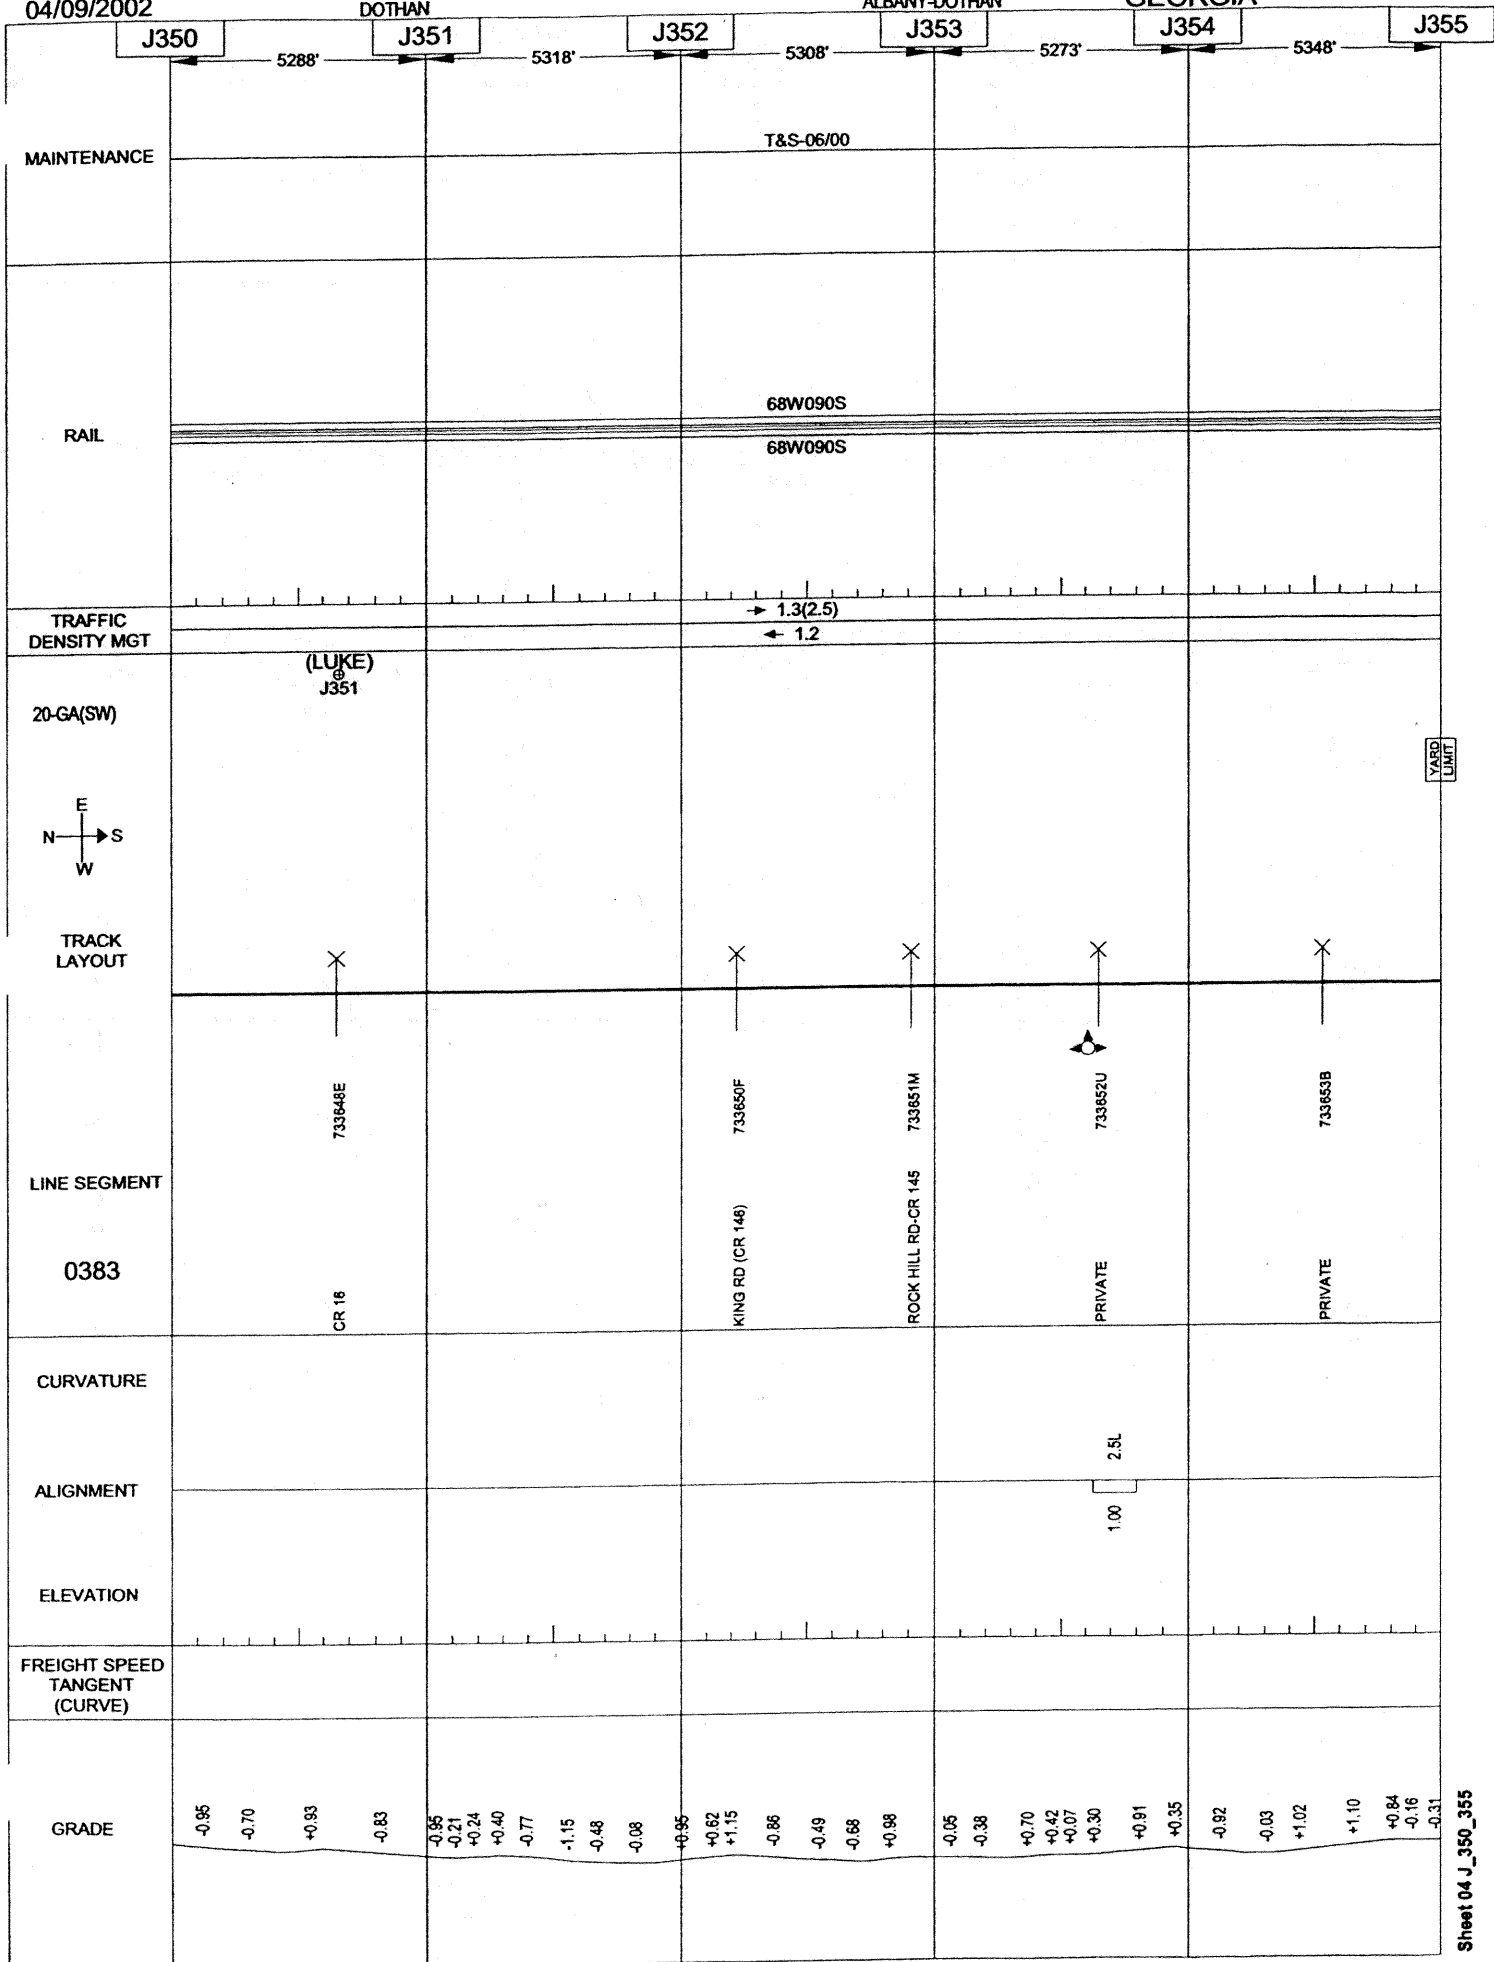 04/09/2002
DOTHAN
ALBANY-DOTHAN
GEORGIA
J350
J351
J352
J353
J354
J355
5288'
5318'
5308'
5273'
5348'
MAINTENANCE
T&S-06/00
RAIL
68W090S
68W090S
TRAFFIC
DENSITY MGT
1.3(2.5)
1.2
(LUKE)
J351
20-GA(SW)
YARD
LIMIT
E
N
S
W
TRACK
LAYOUT
733648E
733650F
733651M
733652U
733653B
LINE SEGMENT
0383
CR 16
KING RD (CR 146)
ROCK HILL RD-CR 145
PRIVATE
PRIVATE
CURVATURE
2.5L
ALIGNMENT
1.00
ELEVATION
FREIGHT SPEED
TANGENT
(CURVE)
GRADE
-0.95
-0.70
+0.93
-0.83
-0.95
-0.21
+0.24
+0.40
-0.77
-1.15
-0.48
-0.08
+0.95
+0.62
+1.15
-0.86
-0.49
-0.68
+0.98
-0.05
-0.38
+0.70
+0.42
+0.07
+0.30
+0.91
+0.35
-0.92
-0.03
+1.02
+1.10
+0.84
-0.16
-0.31
Sheet 04 J_350_355